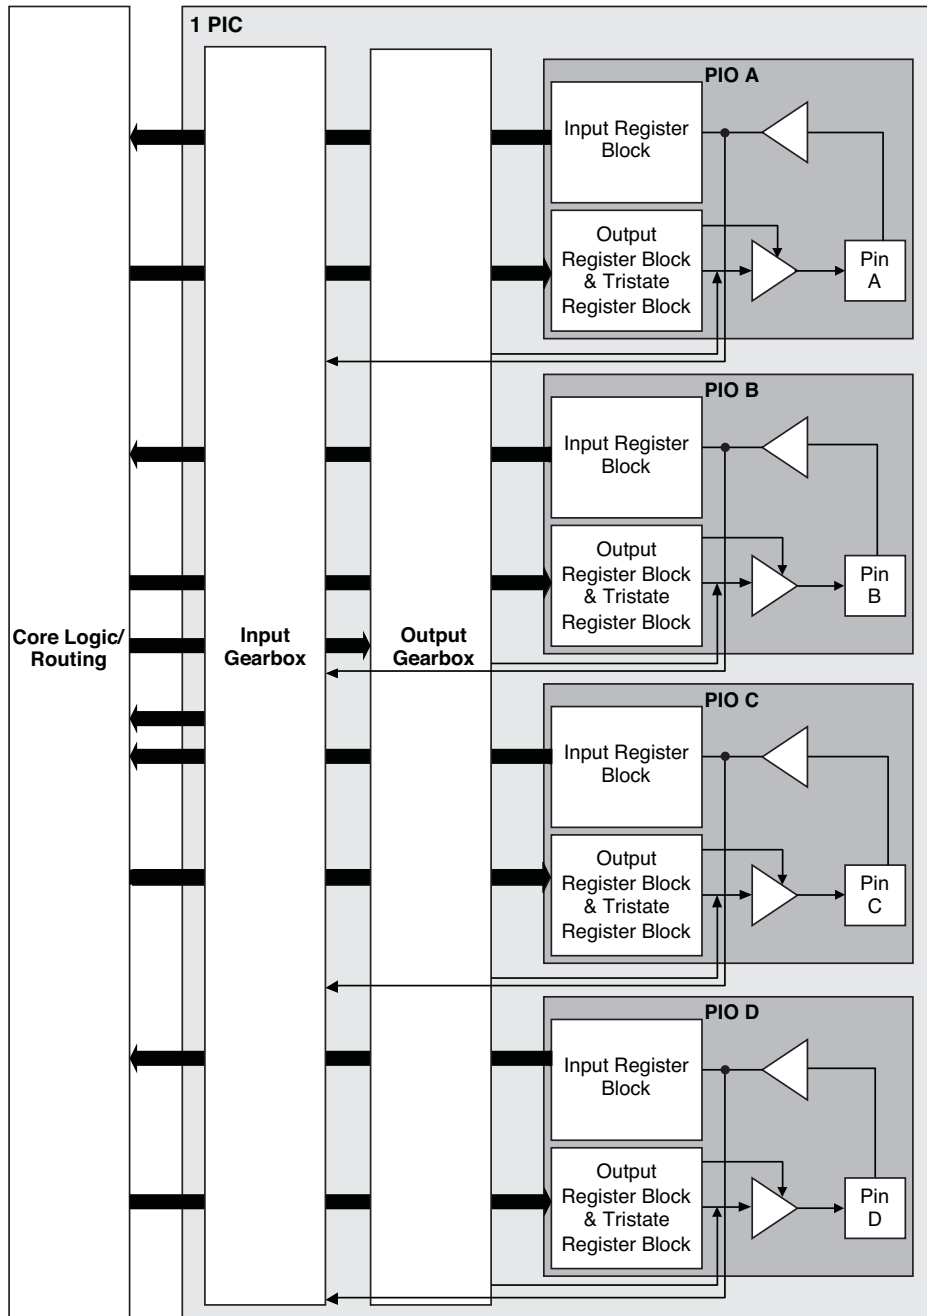 1 PIC
PIO A
Input Register
Block
Output
Register Block
& Tristate
Register Block
Pin
A
PIO B
Input Register
Block
Output
Register Block
& Tristate
Register Block
Pin
B
Core Logic/
Routing
Input
Gearbox
Output
Gearbox
PIO C
Input Register
Block
Output
Register Block
& Tristate
Register Block
Pin
C
PIO D
Input Register
Block
Output
Register Block
& Tristate
Register Block
Pin
D